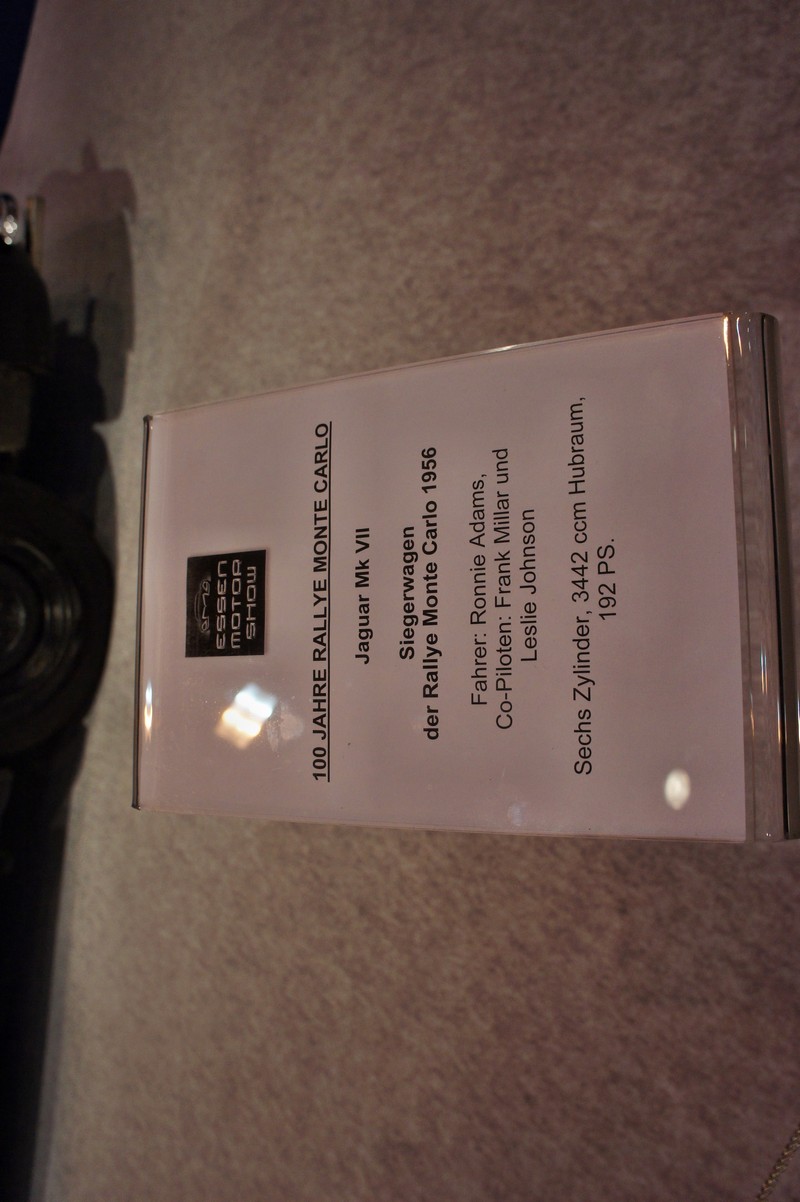 EMS
ESSEN
MOTOR
SHOW
100 JAHRE RALLYE MONTE CARLO
Jaguar Mk VII
Siegerwagen
der Rallye Monte Carlo 1956
Fahrer: Ronnie Adams,
Co-Piloten: Frank Millar und
Leslie Johnson
Sechs Zylinder, 3442 ccm Hubraum,
192 PS.